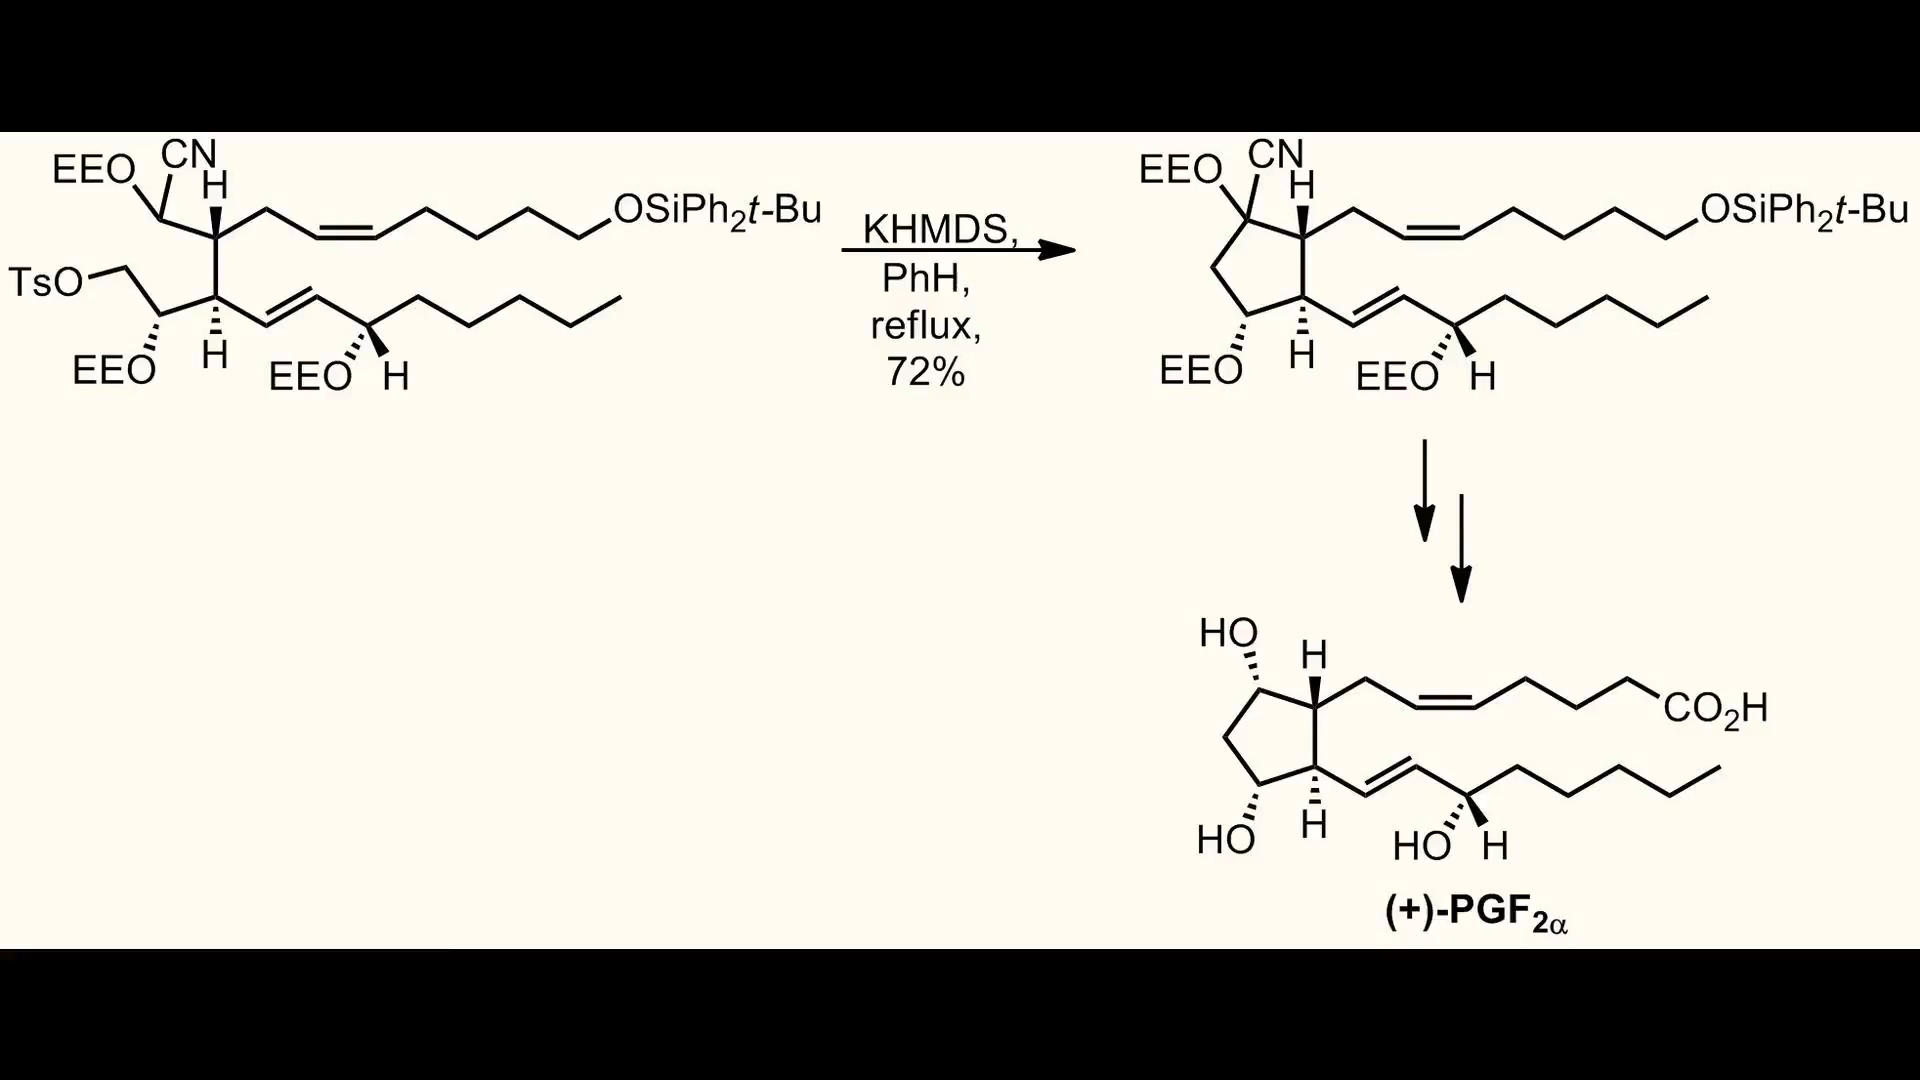 EEO CN
H
OSiPh₂t-Bu
TsO
EEO
H
EEO H
KHMDS,
PhH,
reflux,
72%
EEO CN
H
OSiPh₂t-Bu
EEO
H
EEO H
HO
H
CO₂H
HO
H
HO H
(+)-PGF₂α